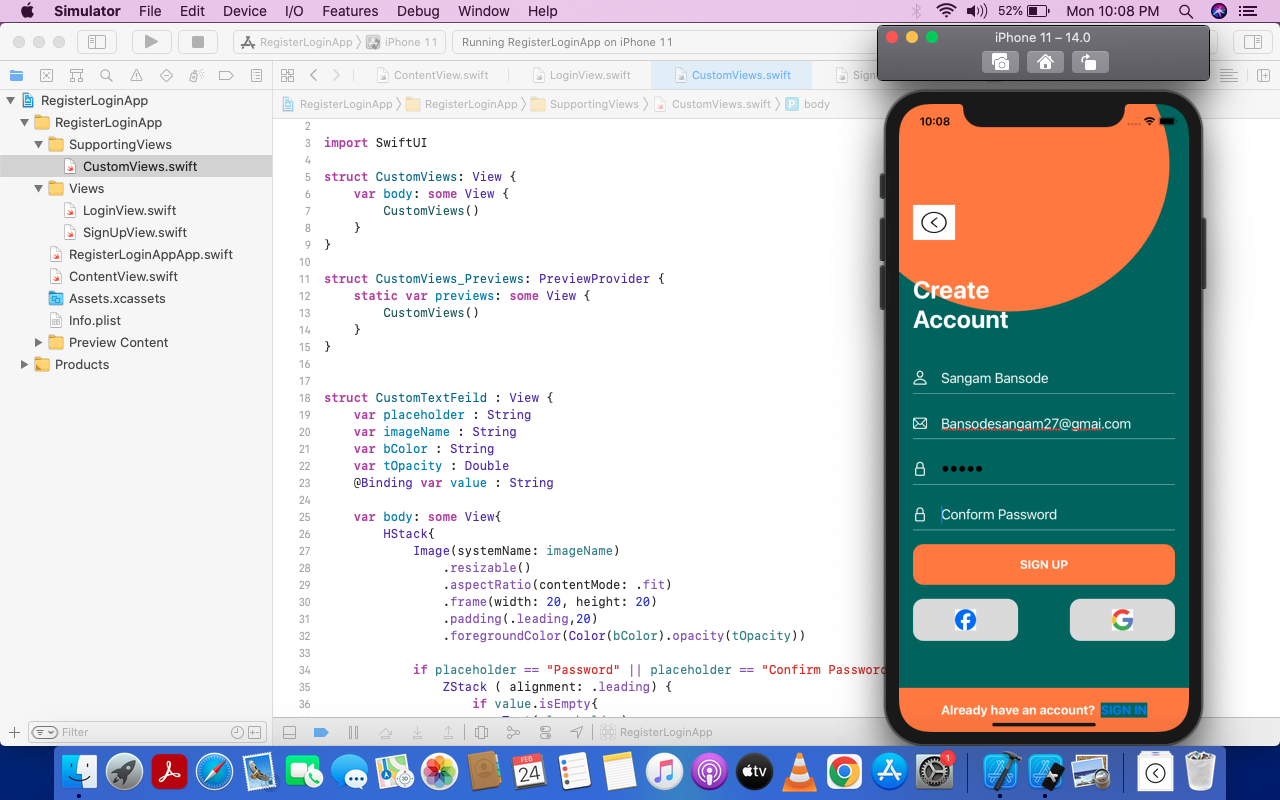 Simulator File Edit Device I/O Features Debug Window Help 52% Mon 10:08 PM
RegisterLoginApp iPhone 11 Running RegisterLoginApp on iPhone 11
ContentView.swift LoginView.swift CustomViews.swift Sign
RegisterLoginApp RegisterLoginApp SupportingViews CustomViews.swift P body
RegisterLoginApp
RegisterLoginApp
SupportingViews
CustomViews.swift
Views
LoginView.swift
SignUpView.swift
RegisterLoginAppApp.swift
ContentView.swift
Assets.xcassets
Info.plist
Preview Content
Products
Filter
2
3 import SwiftUI
4
5 struct CustomViews: View {
6 var body: some View {
7 CustomViews()
8 }
9 }
10
11 struct CustomViews_Previews: PreviewProvider {
12 static var previews: some View {
13 CustomViews()
14 }
15 }
16
17
18 struct CustomTextFeild : View {
19 var placeholder : String
20 var imageName : String
21 var bColor : String
22 var tOpacity : Double
23 @Binding var value : String
24
25 var body: some View{
26 HStack{
27 Image(systemName: imageName)
28 .resizable()
29 .aspectRatio(contentMode: .fit)
30 .frame(width: 20, height: 20)
31 .padding(.leading,20)
32 .foregroundColor(Color(bColor).opacity(tOpacity))
33
34 if placeholder == "Password" || placeholder == "Confirm Password
35 ZStack ( alignment: .leading) {
36 if value.isEmpty{
RegisterLoginApp
iPhone 11 – 14.0
10:08
Create
Account
Sangam Bansode
Bansodesangam27@gmai.com
•••••
Conform Password
SIGN UP
Already have an account? SIGN IN
FEB
24
tv
1